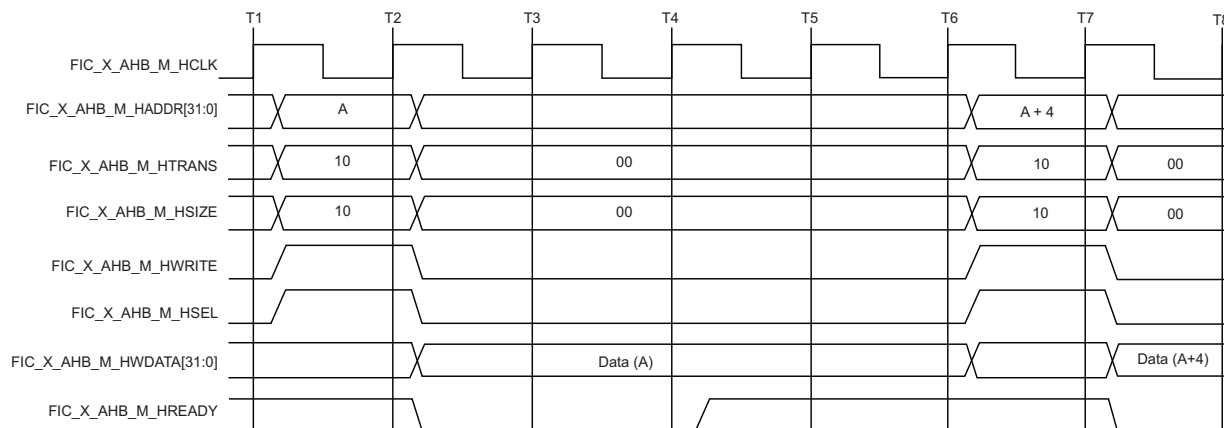 T1 T2 T3 T4 T5 T6 T7 T8
FIC_X_AHB_M_HCLK
FIC_X_AHB_M_HADDR[31:0] A A + 4
FIC_X_AHB_M_HTRANS 10 00 10 00
FIC_X_AHB_M_HSIZE 10 00 10 00
FIC_X_AHB_M_HWRITE
FIC_X_AHB_M_HSEL
FIC_X_AHB_M_HWDATA[31:0] Data (A) Data (A+4)
FIC_X_AHB_M_HREADY